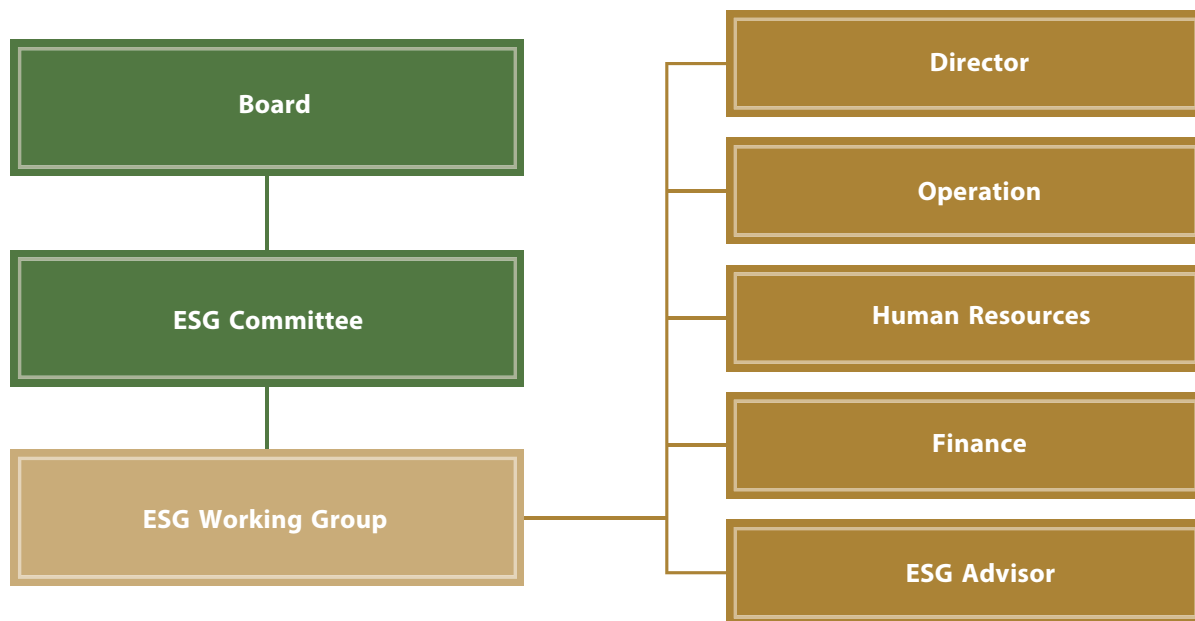 Board
ESG Committee
ESG Working Group
Director
Operation
Human Resources
Finance
ESG Advisor